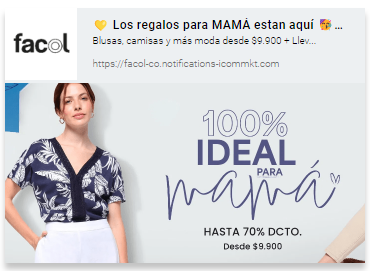 facol
💛 Los regalos para MAMÁ estan aquí 🎁 ...
Blusas, camisas y más moda desde $9.900 + Llev...
https://facol-co.notifications-icommkt.com
100%
IDEAL
PARA
mamá
HASTA 70% DCTO.
Desde $9.900